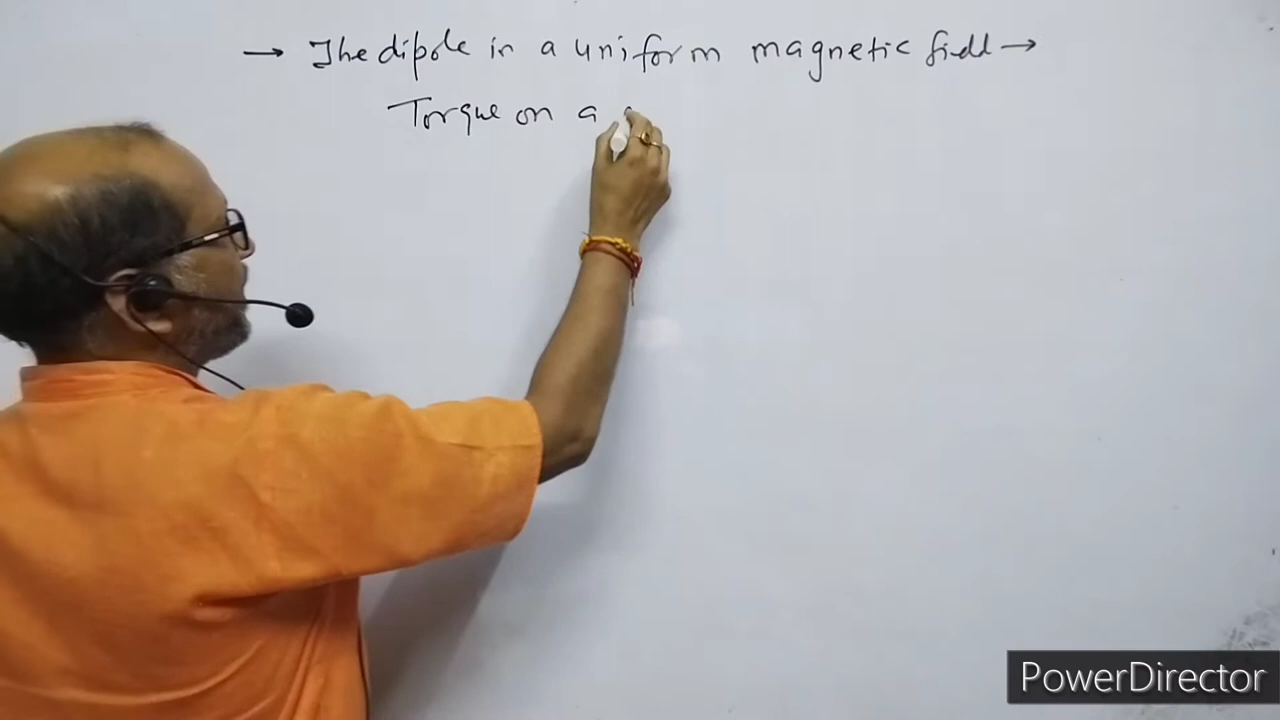 → The dipole in a uniform magnetic field →
Torque on a
PowerDirector